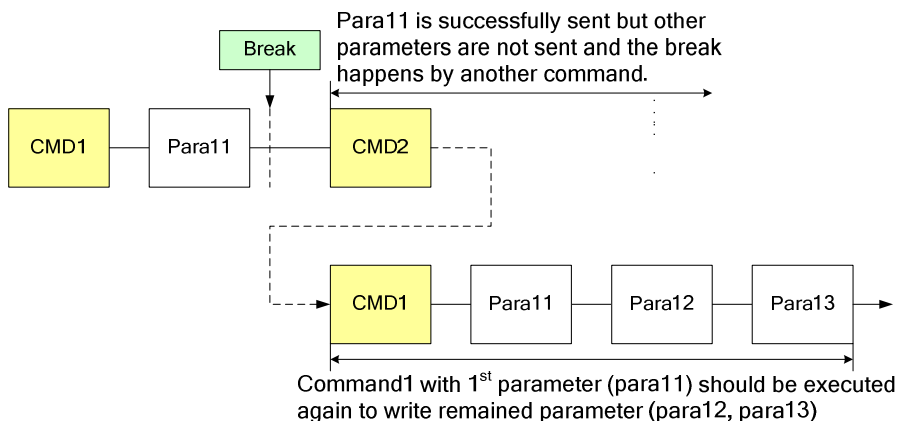 Para11 is successfully sent but other
parameters are not sent and the break
happens by another command.
Break
CMD1
Para11
CMD2
CMD1
Para11
Para12
Para13
Command1 with 1st parameter (para11) should be executed
again to write remained parameter (para12, para13)